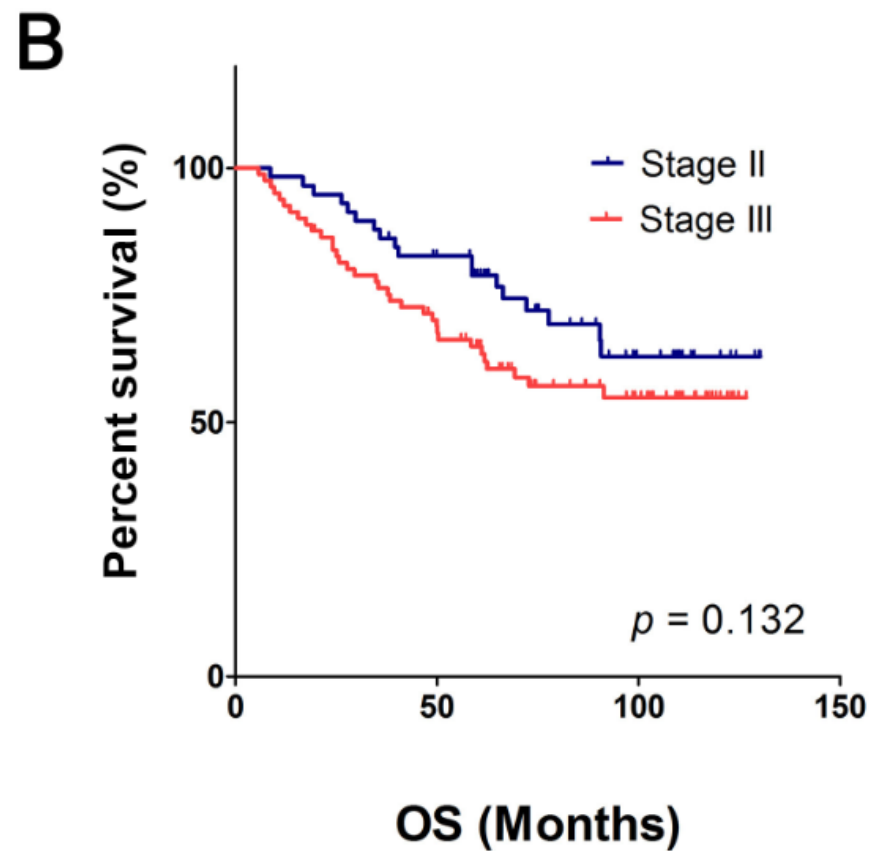 B
Percent survival (%)
100
50
0
Stage II
Stage III
p = 0.132
0 50 100 150
OS (Months)